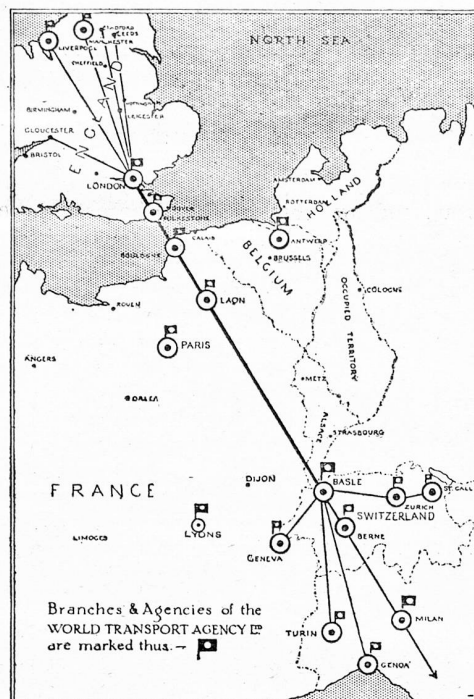 NORTH SEA
BRADFORD
LEEDS
LIVERPOOL
MANCHESTER
SHEFFIELD
ENGLAND
NOTTINGHAM
LEICESTER
BIRMINGHAM
GLOUCESTER
BRISTOL
LONDON
DOVER
FOLKESTONE
AMSTERDAM
ROTTERDAM
HOLLAND
CALAIS
BOULOGNE
ANTWERP
BRUSSELS
BELGIUM
COLOGNE
OCCUPIED TERRITORY
LAON
ROUEN
PARIS
ANGERS
METZ
ALSACE
STRASBOURG
DIJON
BASLE
ST. GALL
ZURICH
FRANCE
SWITZERLAND
BERNE
LYONS
LIMOGES
GENEVA
MILAN
TURIN
GENOA
Branches & Agencies of the
WORLD TRANSPORT AGENCY LTD
are marked thus.-